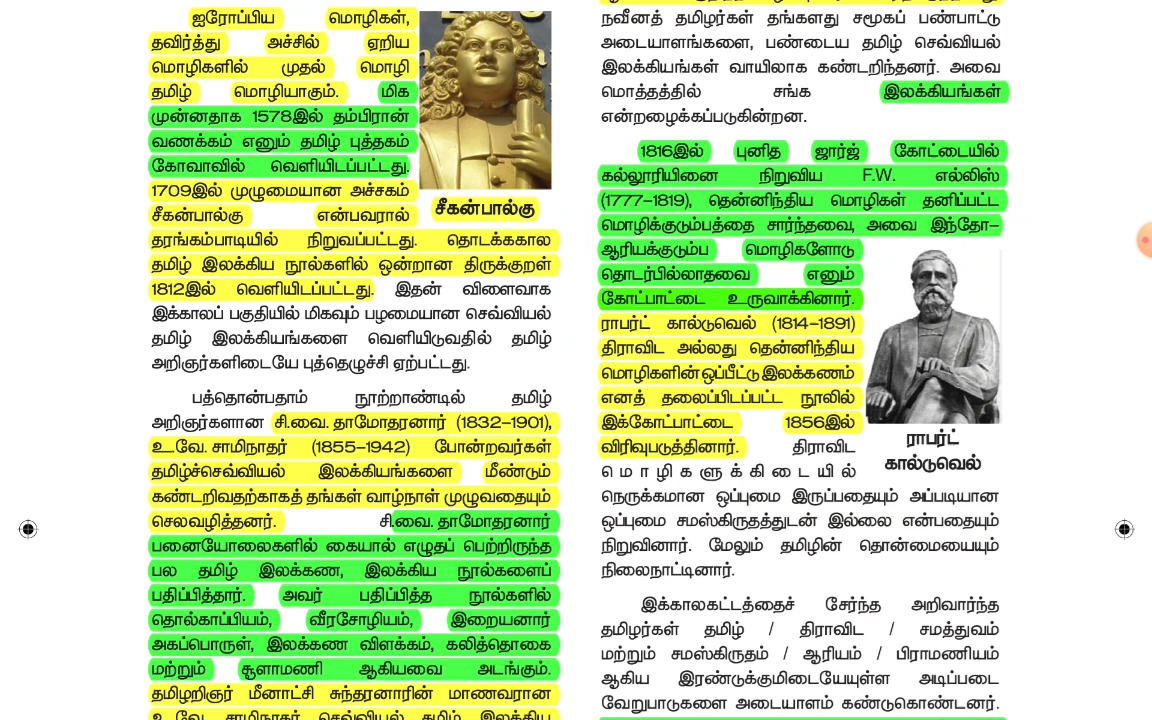 ஐரோப்பிய மொழிகள்,
தவிர்த்து அச்சில் ஏறிய
மொழிகளில் முதல் மொழி
தமிழ் மொழியாகும். மிக
முன்னதாக 1578இல் தம்பிரான்
வணக்கம் எனும் தமிழ் புத்தகம்
கோவாவில் வெளியிடப்பட்டது.
1709இல் முழுமையான அச்சகம்
சீகன்பால்கு என்பவரால்
தரங்கம்பாடியில் நிறுவப்பட்டது. தொடக்ககால
தமிழ் இலக்கிய நூல்களில் ஒன்றான திருக்குறள்
1812இல் வெளியிடப்பட்டது. இதன் விளைவாக
இக்காலப் பகுதியில் மிகவும் பழமையான செவ்வியல்
தமிழ் இலக்கியங்களை வெளியிடுவதில் தமிழ்
அறிஞர்களிடையே புத்தெழுச்சி ஏற்பட்டது.
சீகன்பால்கு
பத்தொன்பதாம் நூற்றாண்டில் தமிழ்
அறிஞர்களான சி.வை. தாமோதரனார் (1832–1901),
உ.வே. சாமிநாதர் (1855–1942) போன்றவர்கள்
தமிழ்ச்செவ்வியல் இலக்கியங்களை மீண்டும்
கண்டறிவதற்காகத் தங்கள் வாழ்நாள் முழுவதையும்
செலவழித்தனர். சி.வை. தாமோதரனார்
பனையோலைகளில் கையால் எழுதப் பெற்றிருந்த
பல தமிழ் இலக்கண, இலக்கிய நூல்களைப்
பதிப்பித்தார். அவர் பதிப்பித்த நூல்களில்
தொல்காப்பியம், வீரசோழியம், இறையனார்
அகப்பொருள், இலக்கண விளக்கம், கலித்தொகை
மற்றும் சூளாமணி ஆகியவை அடங்கும்.
தமிழறிஞர் மீனாட்சி சுந்தரனாரின் மாணவரான
உ.வே. சாமிநாதர் செவ்வியல் தமிழ் இலக்கிய
நவீனத் தமிழர்கள் தங்களது சமூகப் பண்பாட்டு
அடையாளங்களை, பண்டைய தமிழ் செவ்வியல்
இலக்கியங்கள் வாயிலாக கண்டறிந்தனர். அவை
மொத்தத்தில் சங்க இலக்கியங்கள்
என்றழைக்கப்படுகின்றன.
1816இல் புனித ஜார்ஜ் கோட்டையில்
கல்லூரியினை நிறுவிய F.W. எல்லிஸ்
(1777–1819), தென்னிந்திய மொழிகள் தனிப்பட்ட
மொழிக்குடும்பத்தை சார்ந்தவை, அவை இந்தோ–
ஆரியக்குடும்ப மொழிகளோடு
தொடர்பில்லாதவை எனும்
கோட்பாட்டை உருவாக்கினார்.
ராபர்ட் கால்டுவெல் (1814–1891)
திராவிட அல்லது தென்னிந்திய
மொழிகளின் ஒப்பீட்டு இலக்கணம்
எனத் தலைப்பிடப்பட்ட நூலில்
இக்கோட்பாட்டை 1856இல்
விரிவுபடுத்தினார். திராவிட
மொழிகளுக்கிடையில்
நெருக்கமான ஒப்புமை இருப்பதையும் அப்படியான
ஒப்புமை சமஸ்கிருதத்துடன் இல்லை என்பதையும்
நிறுவினார். மேலும் தமிழின் தொன்மையையும்
நிலைநாட்டினார்.
ராபர்ட்
கால்டுவெல்
இக்காலகட்டத்தைச் சேர்ந்த அறிவார்ந்த
தமிழர்கள் தமிழ் / திராவிட / சமத்துவம்
மற்றும் சமஸ்கிருதம் / ஆரியம் / பிராமணியம்
ஆகிய இரண்டுக்குமிடையேயுள்ள அடிப்படை
வேறுபாடுகளை அடையாளம் கண்டுகொண்டனர்.